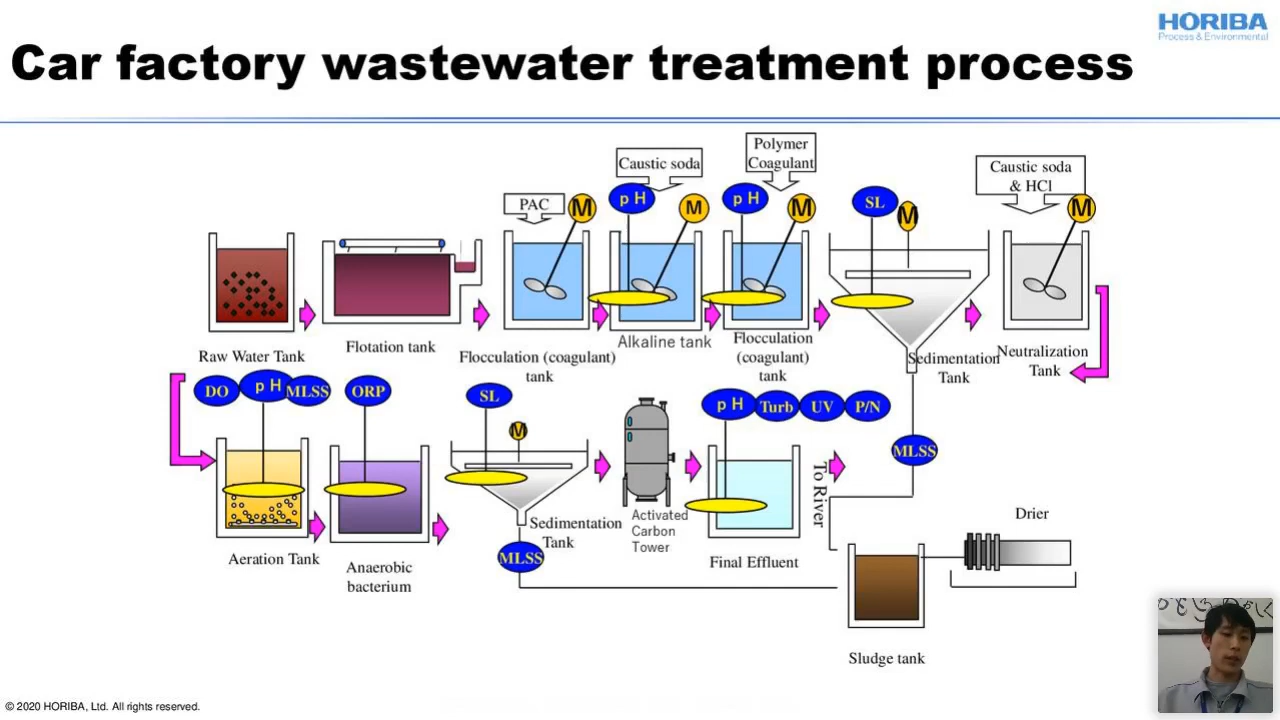 HORIBA
Process & Environmental
Car factory wastewater treatment process
Polymer
Coagulant
Caustic soda
Caustic soda
& HCl
PAC
M
pH
M
pH
M
SL
M
M
Raw Water Tank
Flotation tank
Flocculation (coagulant)
tank
Alkaline tank
Flocculation
(coagulant)
tank
Sedimentation
Tank
Neutralization
Tank
DO
pH
MLSS
ORP
SL
M
pH
Turb
UV
P/N
MLSS
To River
Aeration Tank
Anaerobic
bacterium
Sedimentation
Tank
MLSS
Activated
Carbon
Tower
Final Effluent
Drier
Sludge tank
© 2020 HORIBA, Ltd. All rights reserved.